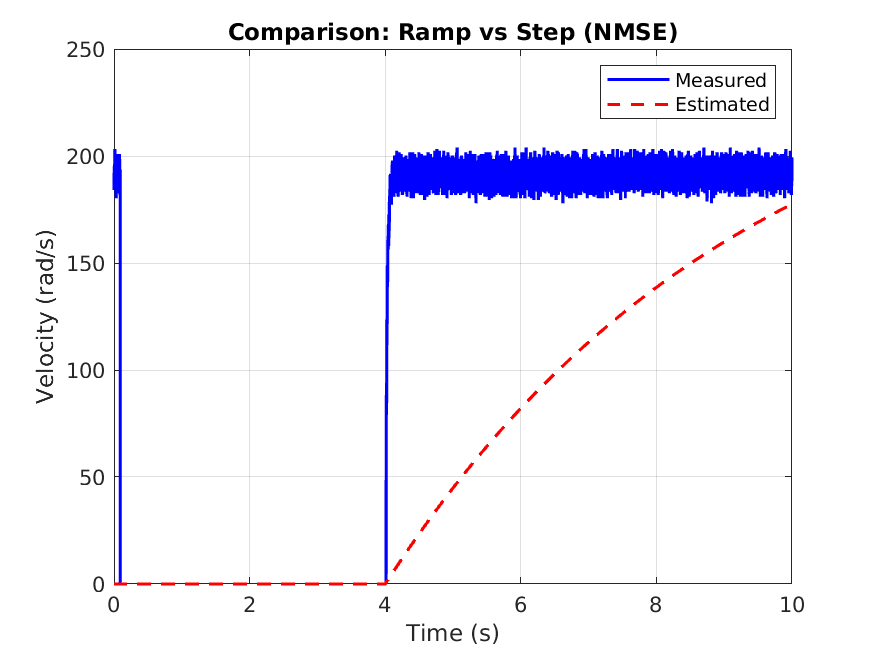 Comparison: Ramp vs Step (NMSE)
250
200
150
100
50
0
Velocity (rad/s)
Measured
Estimated
0 2 4 6 8 10
Time (s)